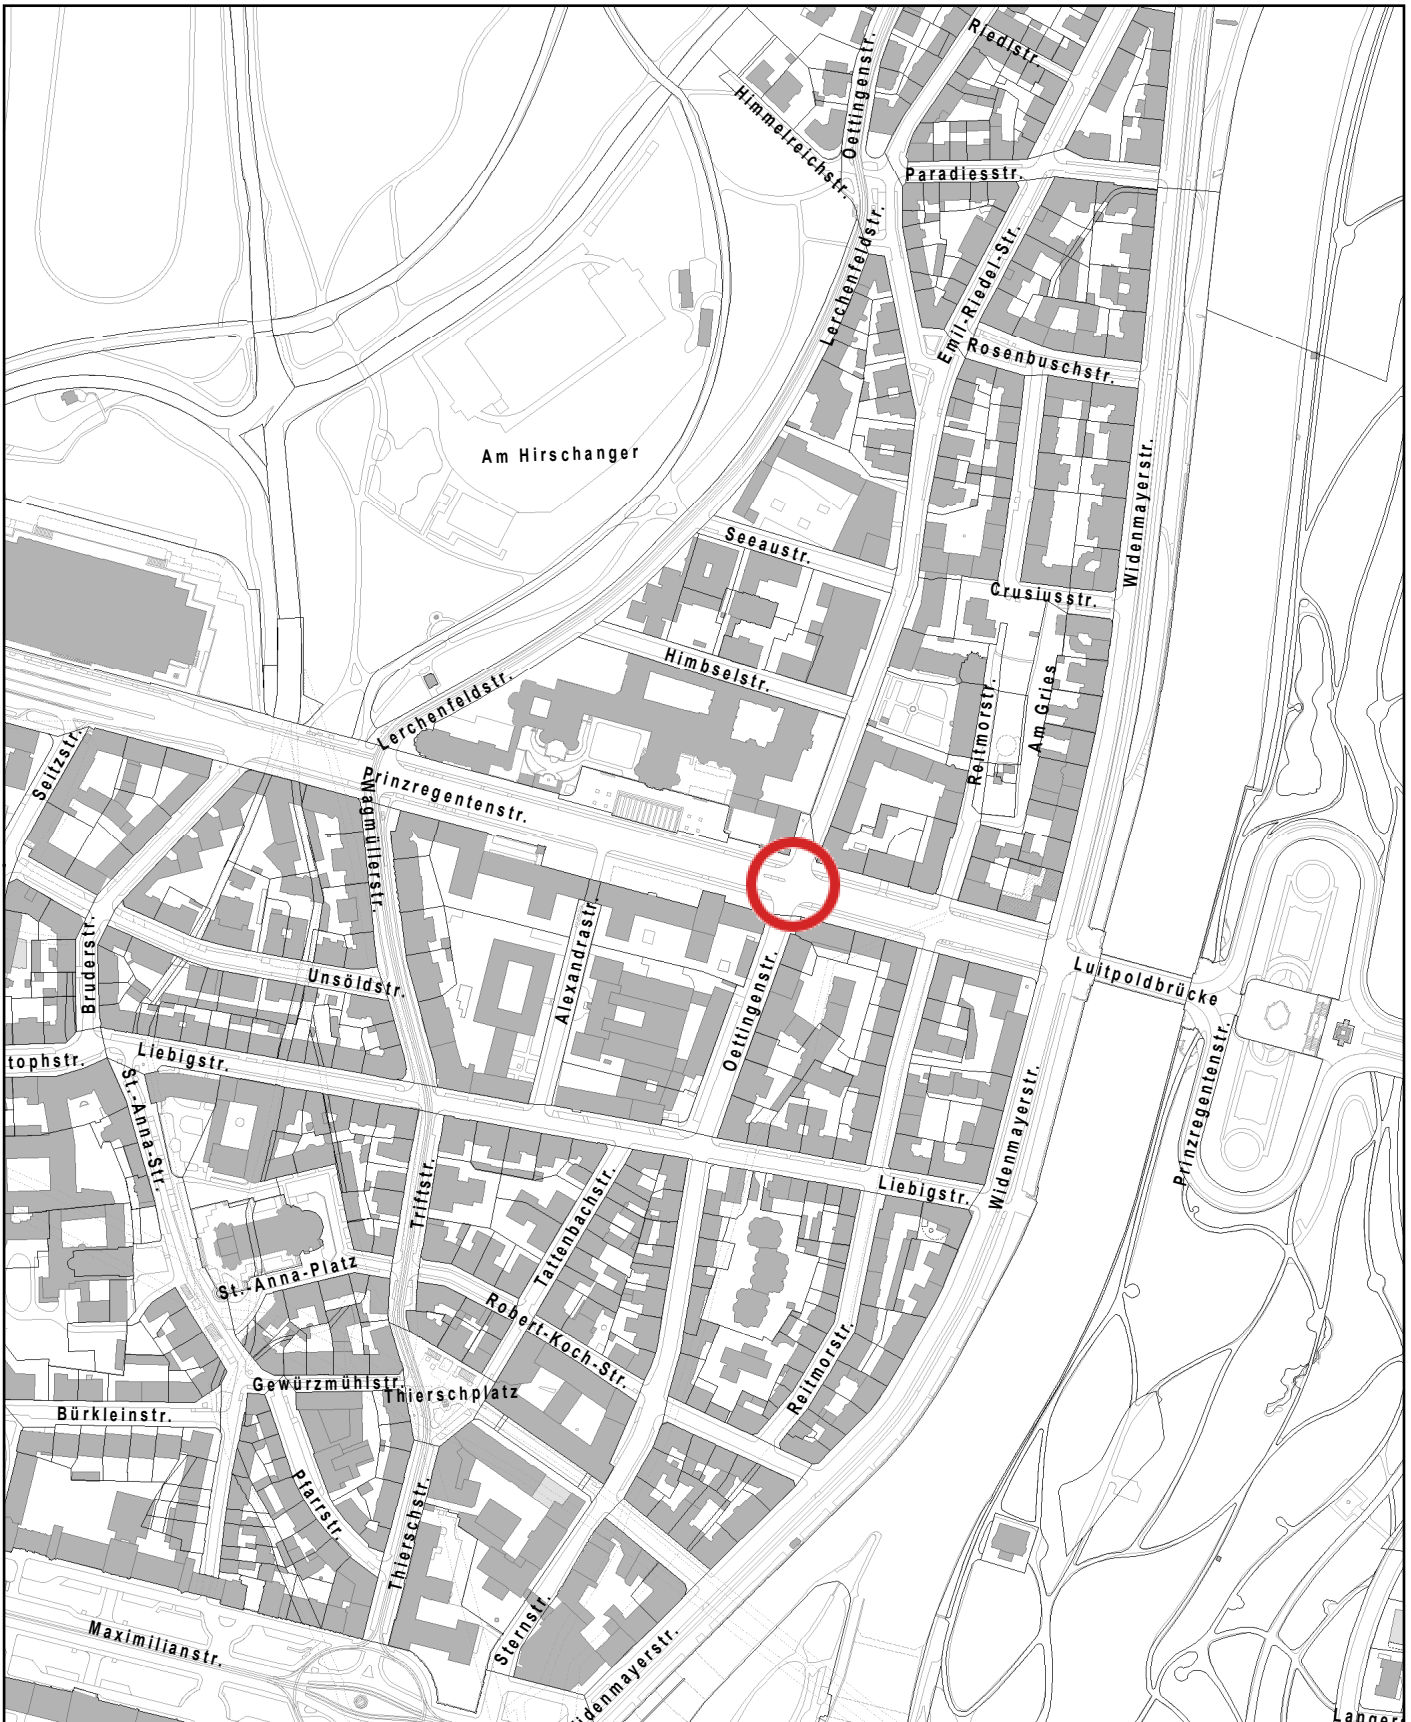 Riedlstr.
Oettingenstr.
Himmelreichstr.
Paradiesstr.
Lerchenfeldstr.
Emil-Riedel-Str.
Rosenbuschstr.
Am Hirschanger
Widenmayerstr.
Seeaustr.
Crusiusstr.
Himbselstr.
Reitmorstr.
Am Gries
Lerchenfeldstr.
Seitzstr.
Prinzregentenstr.
Wagmüllerstr.
Bruderstr.
Unsöldstr.
Alexandrastr.
Oettingenstr.
Luitpoldbrücke
Prinzregentenstr.
tophstr.
Liebigstr.
St.-Anna-Str.
Widenmayerstr.
Triftstr.
Tattenbachstr.
Liebigstr.
St.-Anna-Platz
Robert-Koch-Str.
Reitmorstr.
Gewürzmühlstr.
Thierschplatz
Bürkleinstr.
Pfarrstr.
Thierschstr.
Sternstr.
Maximilianstr.
idenmayerstr.
Langer